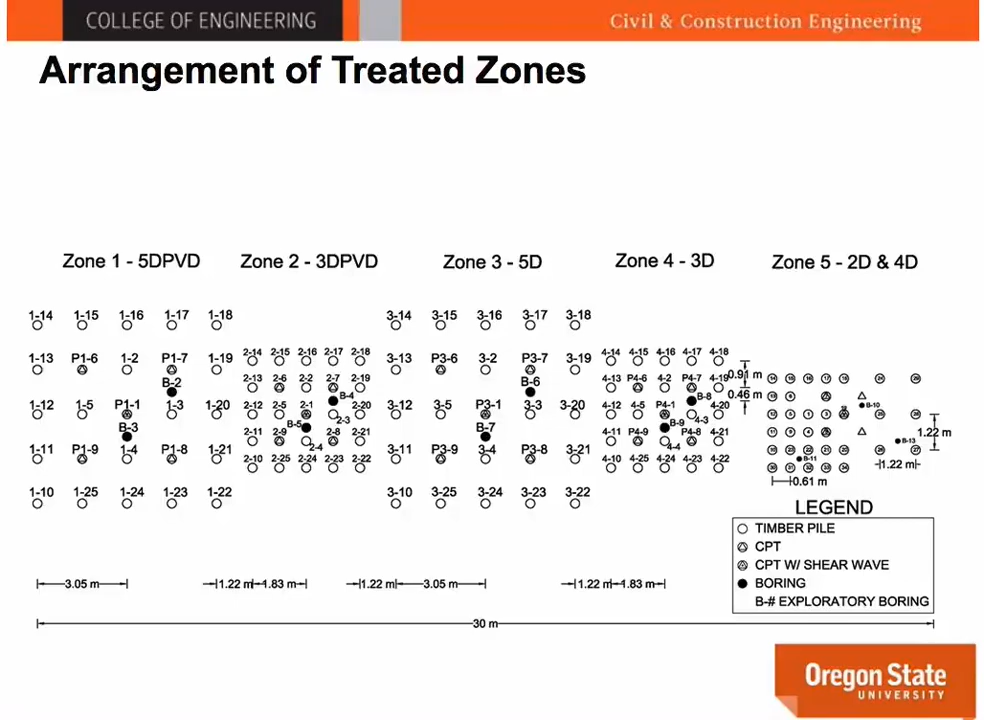 COLLEGE OF ENGINEERING
Civil & Construction Engineering
Arrangement of Treated Zones
Zone 1 - 5DPVD
Zone 2 - 3DPVD
Zone 3 - 5D
Zone 4 - 3D
Zone 5 - 2D & 4D
1-14 1-15 1-16 1-17 1-18
1-13 P1-6 1-2 P1-7 1-19
B-2
1-12 1-5 P1-1 1-3 1-20
B-3
1-11 P1-9 1-4 P1-8 1-21
1-10 1-25 1-24 1-23 1-22
2-14 2-15 2-16 2-17 2-18
2-13 2-6 2-2 2-7 2-19
B-4
2-12 2-5 2-1 2-3 2-20
B-5
2-11 2-9 2-4 2-8 2-21
2-10 2-25 2-24 2-23 2-22
3-14 3-15 3-16 3-17 3-18
3-13 P3-6 3-2 P3-7 3-19
B-6
3-12 3-5 P3-1 3-3 3-20
B-7
3-11 P3-9 3-4 P3-8 3-21
3-10 3-25 3-24 3-23 3-22
4-14 4-15 4-16 4-17 4-18
4-13 P4-6 4-2 P4-7 4-19
B-8
4-12 4-5 P4-1 4-3 4-20
B-9
4-11 P4-9 4-4 P4-8 4-21
4-10 4-25 4-24 4-23 4-22
0.91 m
0.46 m
B-10
B-13
B-11
1.22 m
1.22 m
0.61 m
LEGEND
TIMBER PILE
CPT
CPT W/ SHEAR WAVE
BORING
B-# EXPLORATORY BORING
3.05 m
1.22 m
1.83 m
1.22 m
3.05 m
1.22 m
1.83 m
30 m
Oregon State
UNIVERSITY